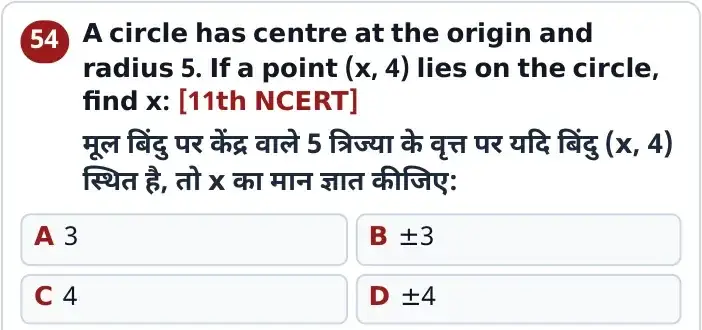 54 A circle has centre at the origin and
radius 5. If a point (x, 4) lies on the circle,
find x: [11th NCERT]
मूल बिंदु पर केंद्र वाले 5 त्रिज्या के वृत्त पर यदि बिंदु (x, 4)
स्थित है, तो x का मान ज्ञात कीजिए:
A 3
B ±3
C 4
D ±4